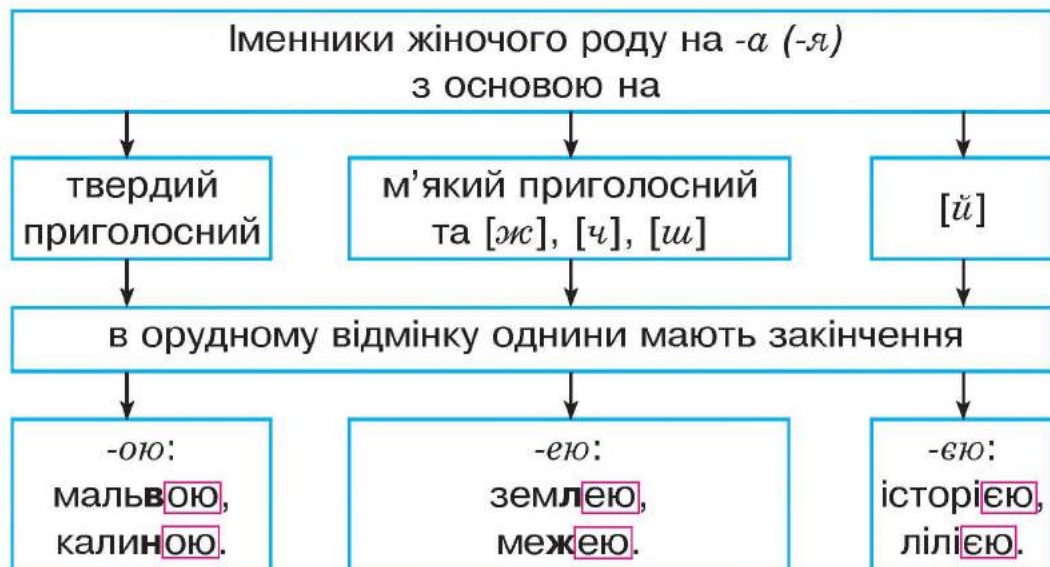 Іменники жіночого роду на -а (-я)
з основою на
твердий
приголосний
м’який приголосний
та [ж], [ч], [ш]
[й]
в орудному відмінку однини мають закінчення
-ою:
мальвою,
калиною.
-ею:
землею,
межею.
-єю:
історією,
лілією.